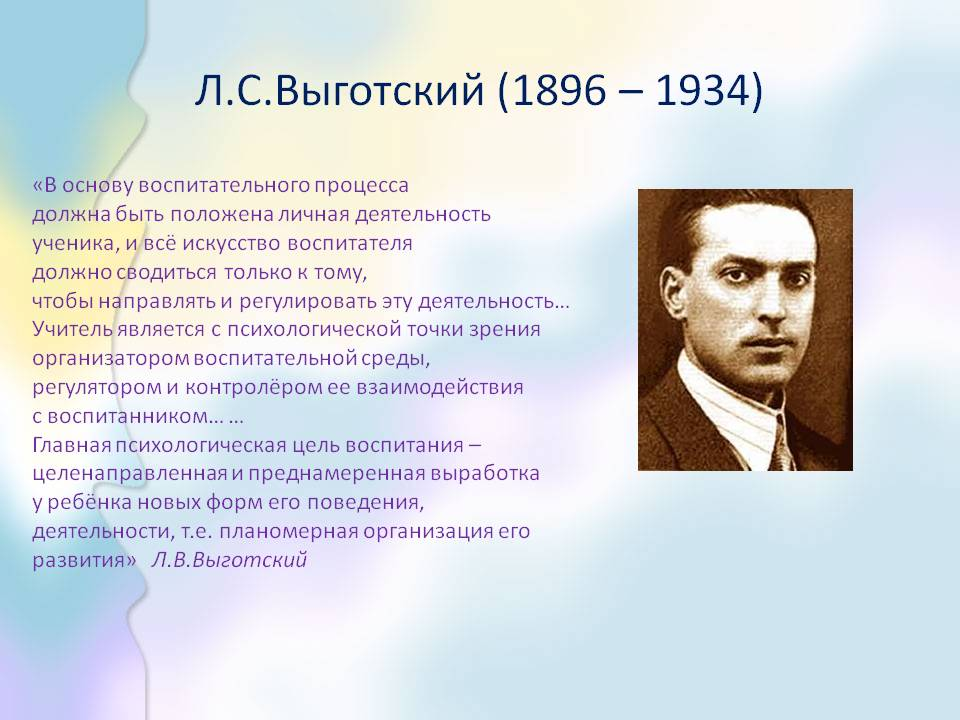 Л.С.Выготский (1896 – 1934)
«В основу воспитательного процесса
должна быть положена личная деятельность
ученика, и всё искусство воспитателя
должно сводиться только к тому,
чтобы направлять и регулировать эту деятельность…
Учитель является с психологической точки зрения
организатором воспитательной среды,
регулятором и контролёром ее взаимодействия
с воспитанником… …
Главная психологическая цель воспитания –
целенаправленная и преднамеренная выработка
у ребёнка новых форм его поведения,
деятельности, т.е. планомерная организация его
развития» Л.В.Выготский